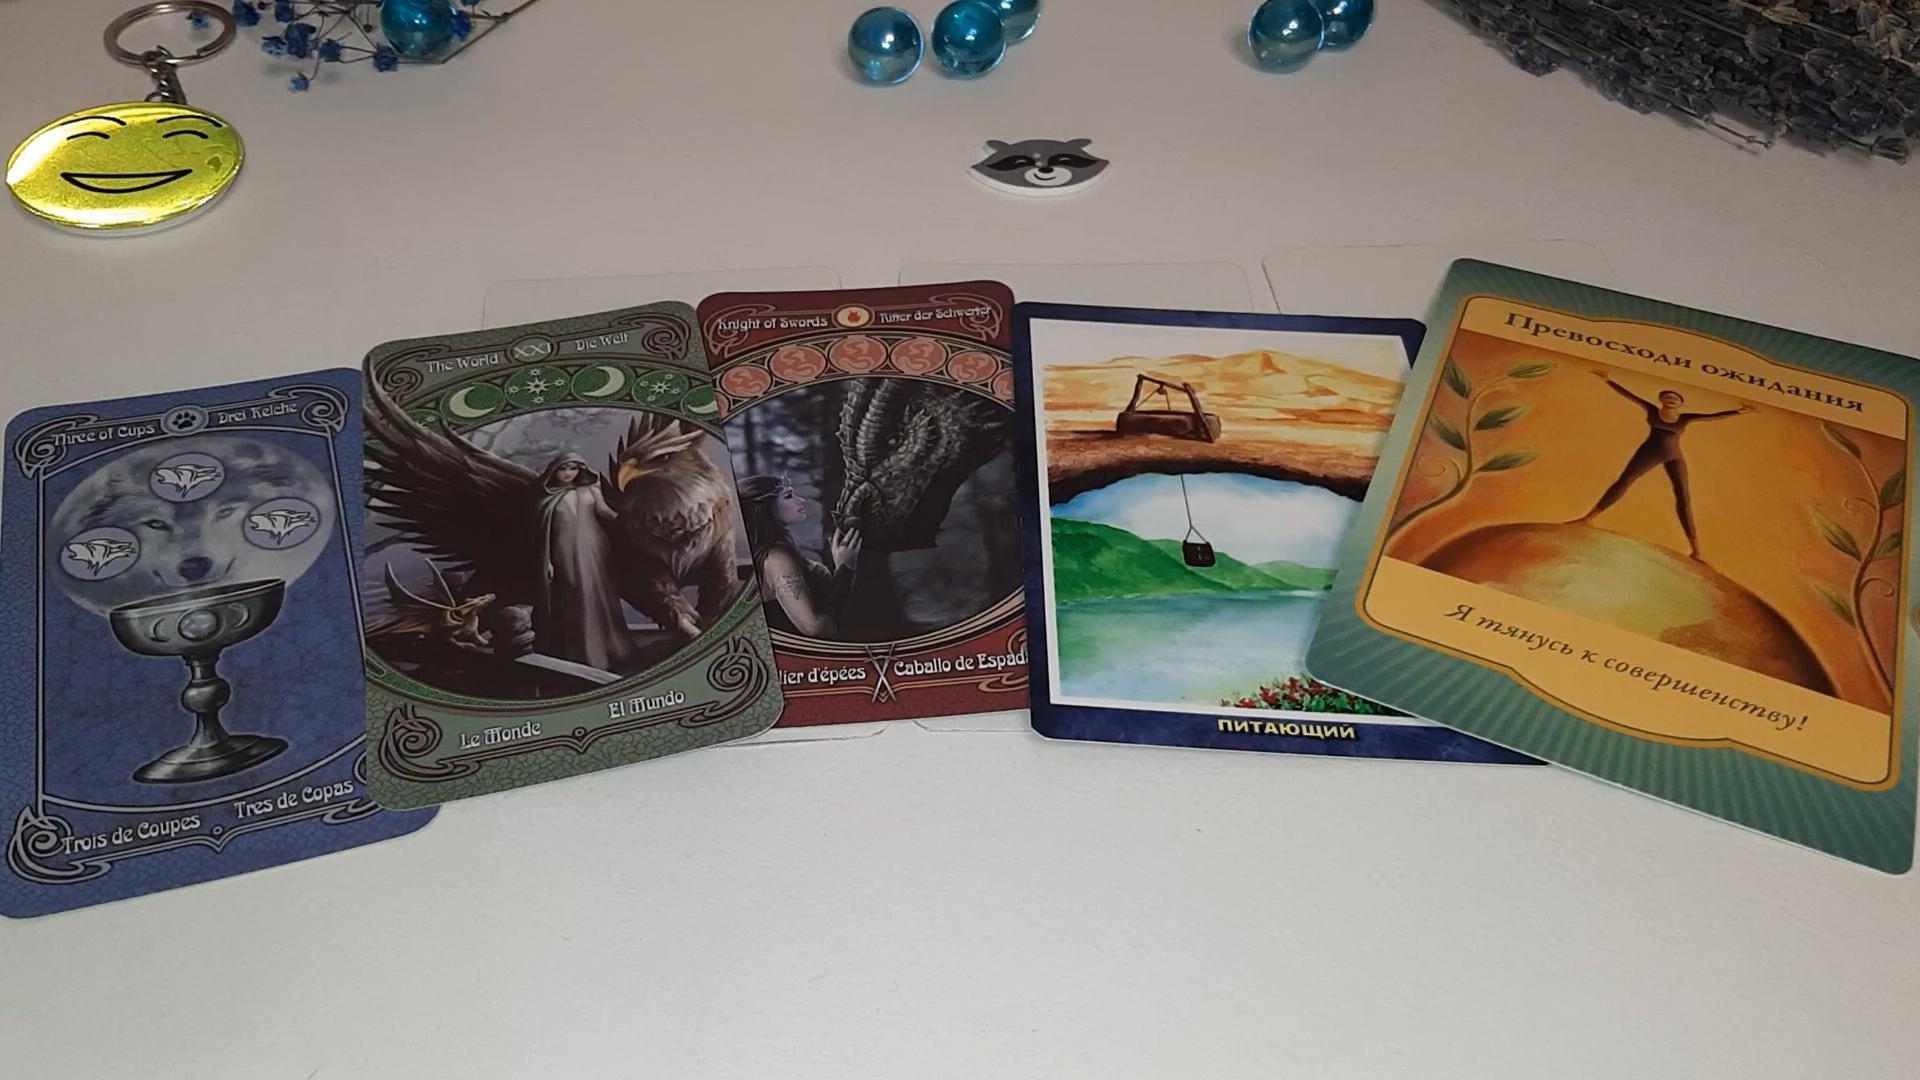 Three of Cups
Drei Kelche
Trois de Coupes
Tres de Copas
The World
XXI
Die Welt
Le Monde
El Mundo
Knight of Swords
Ritter der Schwerter
lier d'épées
Caballo de Espad
ПИТАЮЩИЙ
Превосходи ожидания
Я тянусь к совершенству!